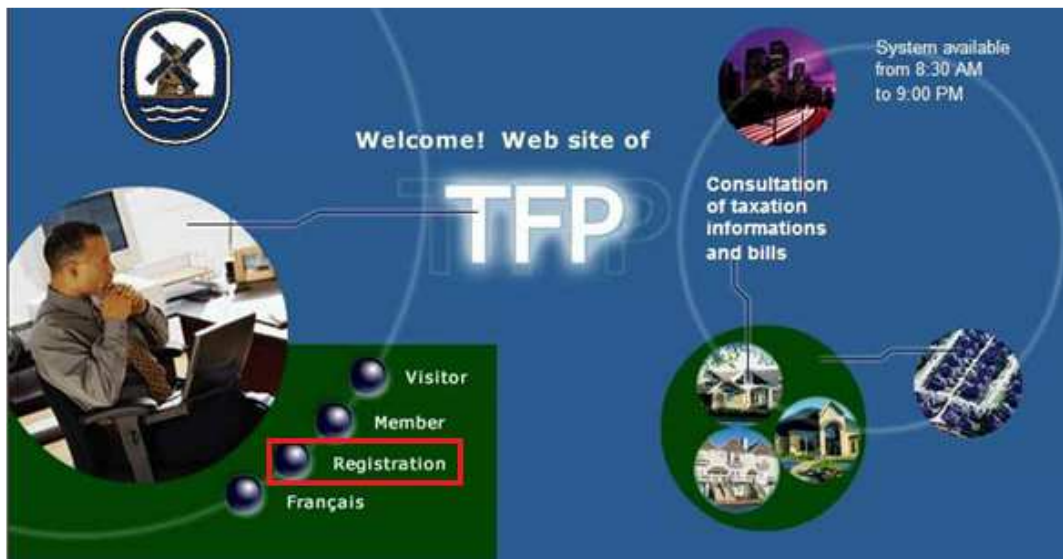 System available
from 8:30 AM
to 9:00 PM
Welcome! Web site of
TFP
Consultation
of taxation
informations
and bills
Visitor
Member
Registration
Français